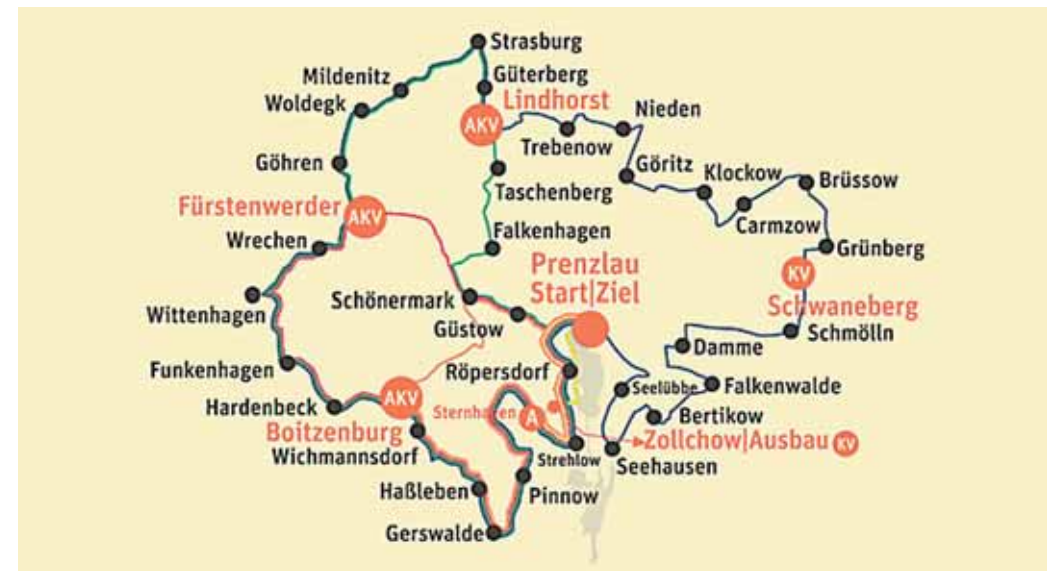 Strasburg
Mildenitz
Güterberg
Woldegk
Lindhorst
AKV
Nieden
Trebenow
Göhren
Göritz
Klockow
Brüssow
Taschenberg
Fürstenwerder
AKV
Carmzow
Wrechen
Falkenhagen
Grünberg
Prenzlau
Start|Ziel
KV
Schwaneberg
Wittenhagen
Schönermark
Güstow
Schmölln
Damme
Funkenhagen
Röpersdorf
Seelübbe
Falkenwalde
AKV
Hardenbeck
Sternhagen
A
Bertikow
Boitzenburg
Zollchow|Ausbau
KV
Wichmannsdorf
Strehlow
Seehausen
Haßleben
Pinnow
Gerswalde